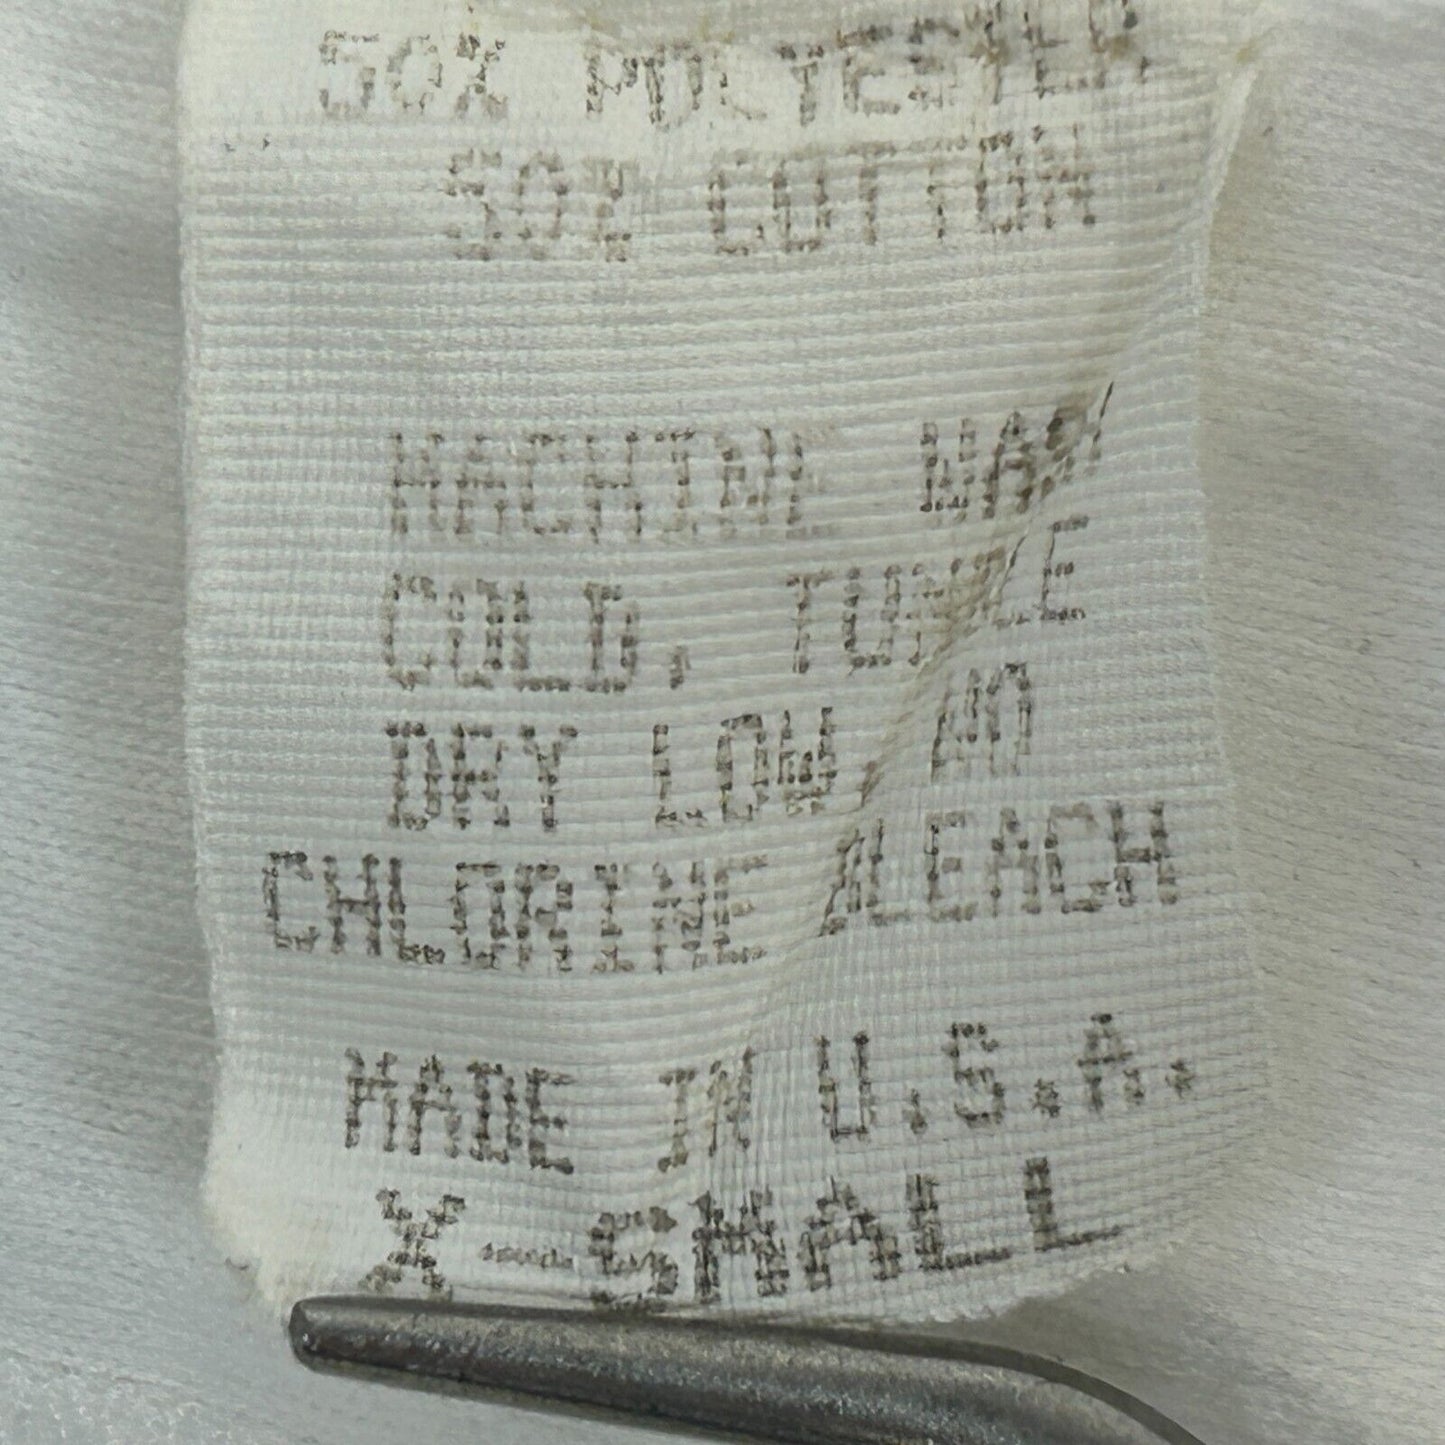 50% POLYESTER
50% COTTON
MACHINE WASH
COLD, TUMBLE
DRY LOW, NO
CHLORINE BLEACH
MADE IN U.S.A.
X-SMALL